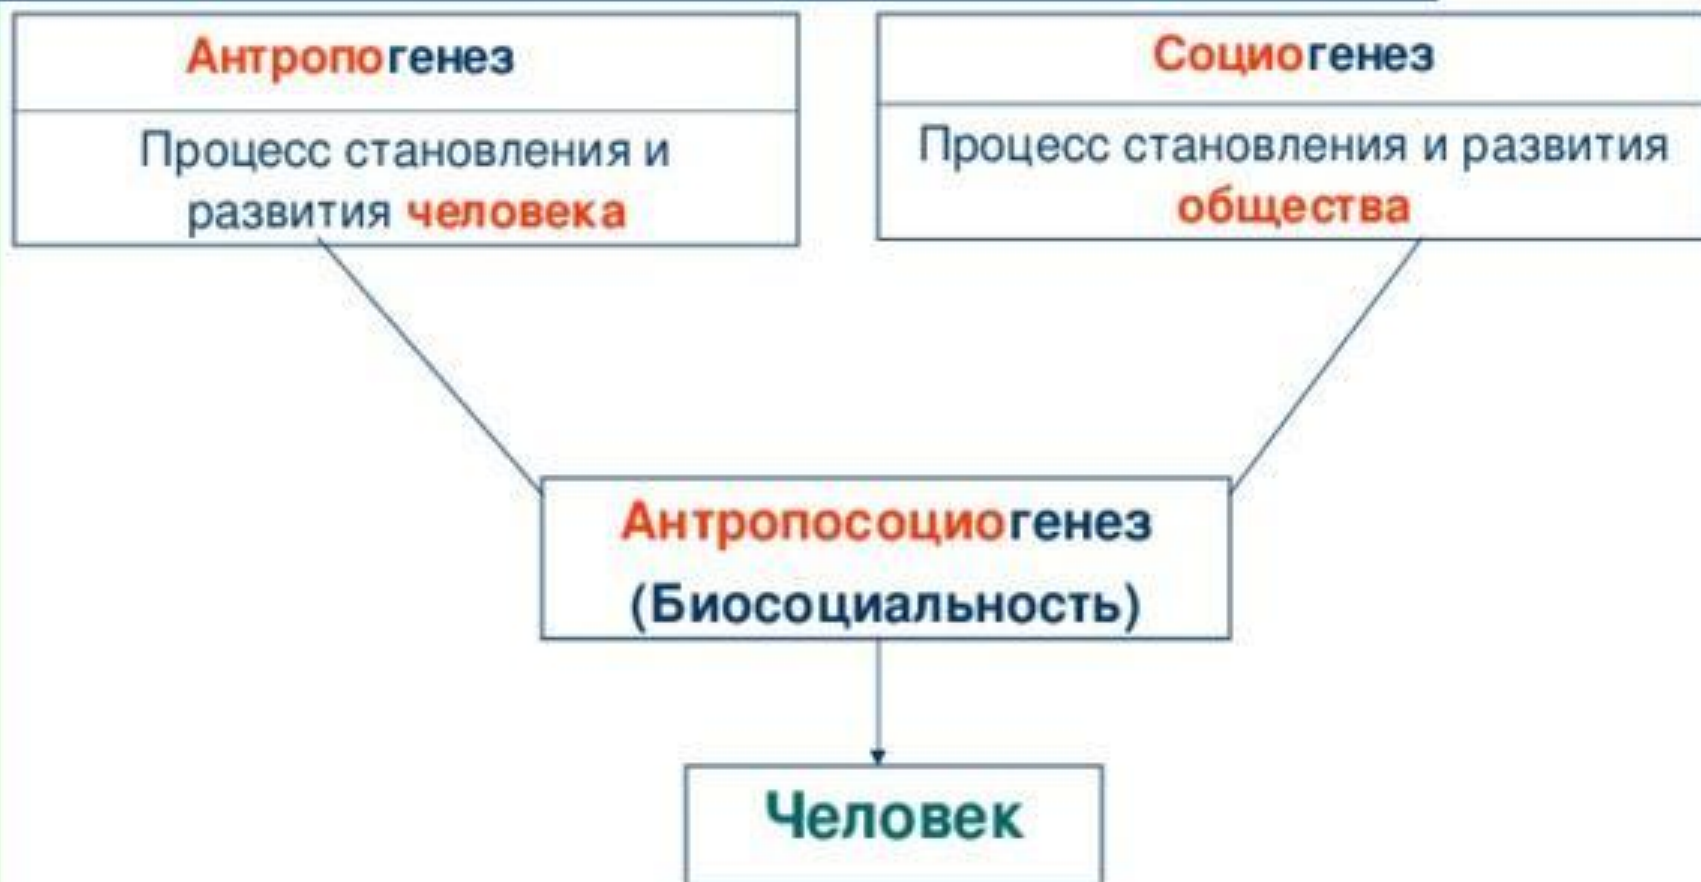 Антропогенез
Процесс становления и
развития человека
Социогенез
Процесс становления и развития
общества
Антропосоциогенез
(Биосоциальность)
Человек